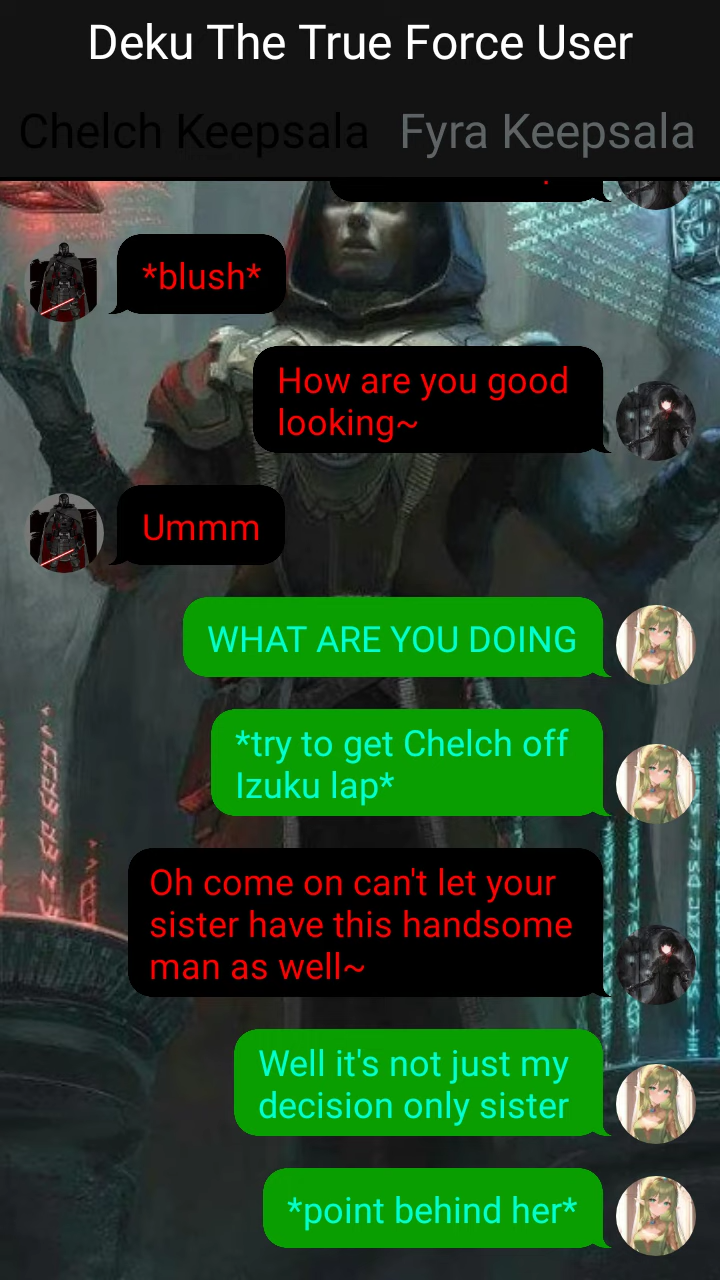 Deku The True Force User
Chelch Keepsala Fyra Keepsala
*blush*
How are you good
looking~
Ummm
WHAT ARE YOU DOING
*try to get Chelch off
Izuku lap*
Oh come on can't let your
sister have this handsome
man as well~
Well it's not just my
decision only sister
*point behind her*